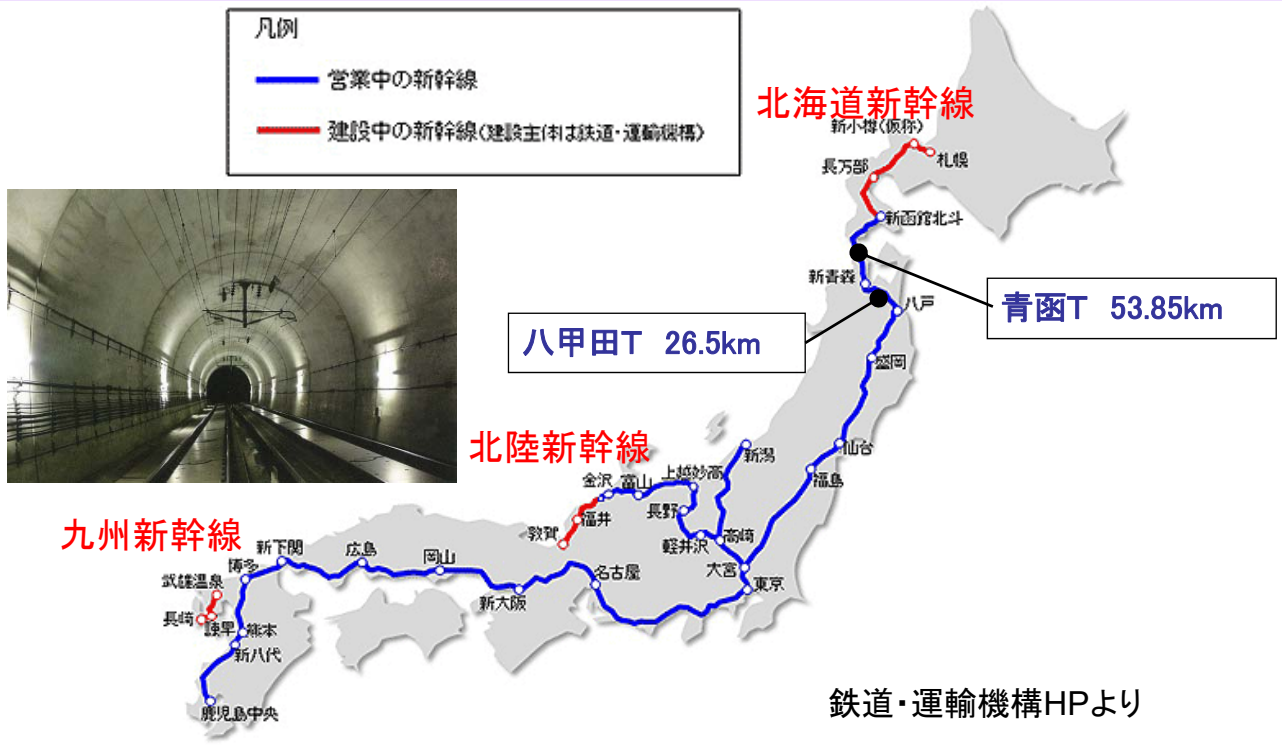 凡例
営業中の新幹線
建設中の新幹線(建設主体は鉄道・運輸機構)
北海道新幹線
新小樽(仮称)
札幌
長万部
新函館北斗
新青森
八戸
青函T 53.85km
八甲田T 26.5km
盛岡
仙台
福島
新潟
北陸新幹線
上越妙高
金沢
富山
長野
福井
敦賀
軽井沢
高崎
大宮
東京
名古屋
新大阪
岡山
広島
新下関
九州新幹線
博多
武雄温泉
長崎
諫早
熊本
新八代
鹿児島中央
鉄道・運輸機構HPより